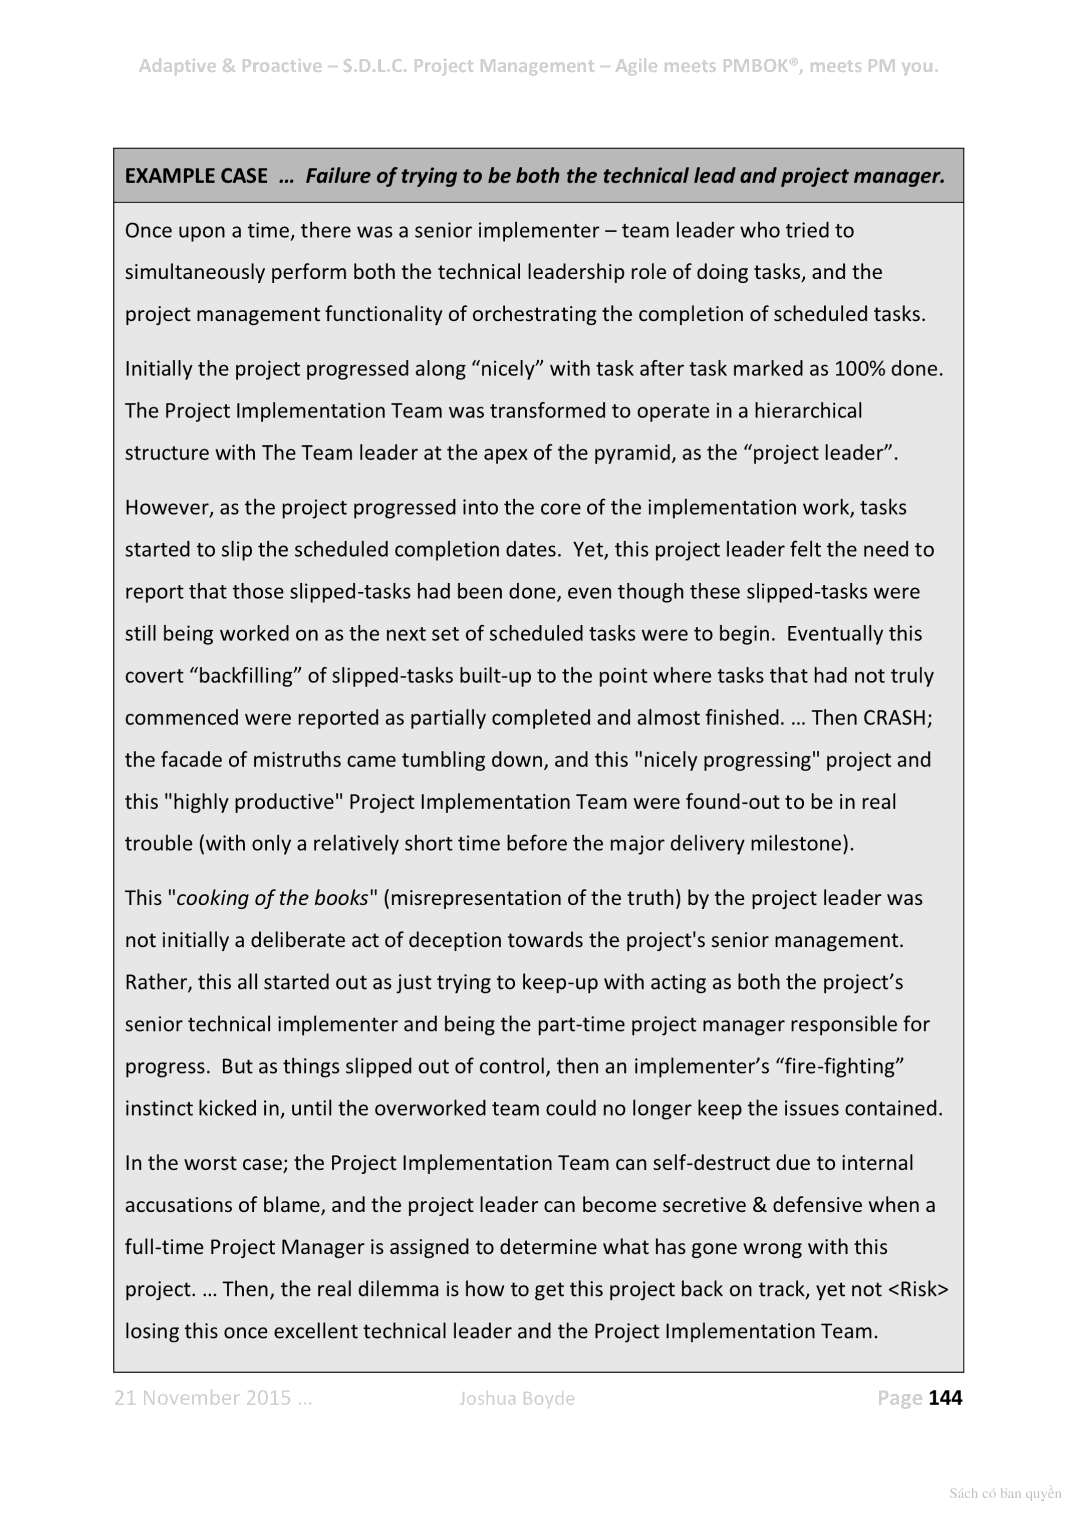 Adaptive & Proactive – S.D.L.C. Project Management – Agile meets PMBOK®, meets PM you.
EXAMPLE CASE … Failure of trying to be both the technical lead and project manager.
Once upon a time, there was a senior implementer – team leader who tried to
simultaneously perform both the technical leadership role of doing tasks, and the
project management functionality of orchestrating the completion of scheduled tasks.
Initially the project progressed along “nicely” with task after task marked as 100% done.
The Project Implementation Team was transformed to operate in a hierarchical
structure with The Team leader at the apex of the pyramid, as the “project leader”.
However, as the project progressed into the core of the implementation work, tasks
started to slip the scheduled completion dates. Yet, this project leader felt the need to
report that those slipped-tasks had been done, even though these slipped-tasks were
still being worked on as the next set of scheduled tasks were to begin. Eventually this
covert “backfilling” of slipped-tasks built-up to the point where tasks that had not truly
commenced were reported as partially completed and almost finished. … Then CRASH;
the facade of mistruths came tumbling down, and this "nicely progressing" project and
this "highly productive" Project Implementation Team were found-out to be in real
trouble (with only a relatively short time before the major delivery milestone).
This "cooking of the books" (misrepresentation of the truth) by the project leader was
not initially a deliberate act of deception towards the project's senior management.
Rather, this all started out as just trying to keep-up with acting as both the project’s
senior technical implementer and being the part-time project manager responsible for
progress. But as things slipped out of control, then an implementer’s “fire-fighting”
instinct kicked in, until the overworked team could no longer keep the issues contained.
In the worst case; the Project Implementation Team can self-destruct due to internal
accusations of blame, and the project leader can become secretive & defensive when a
full-time Project Manager is assigned to determine what has gone wrong with this
project. … Then, the real dilemma is how to get this project back on track, yet not <Risk>
losing this once excellent technical leader and the Project Implementation Team.
21 November 2015 … Joshua Boyde Page 144
Sách có bản quyền